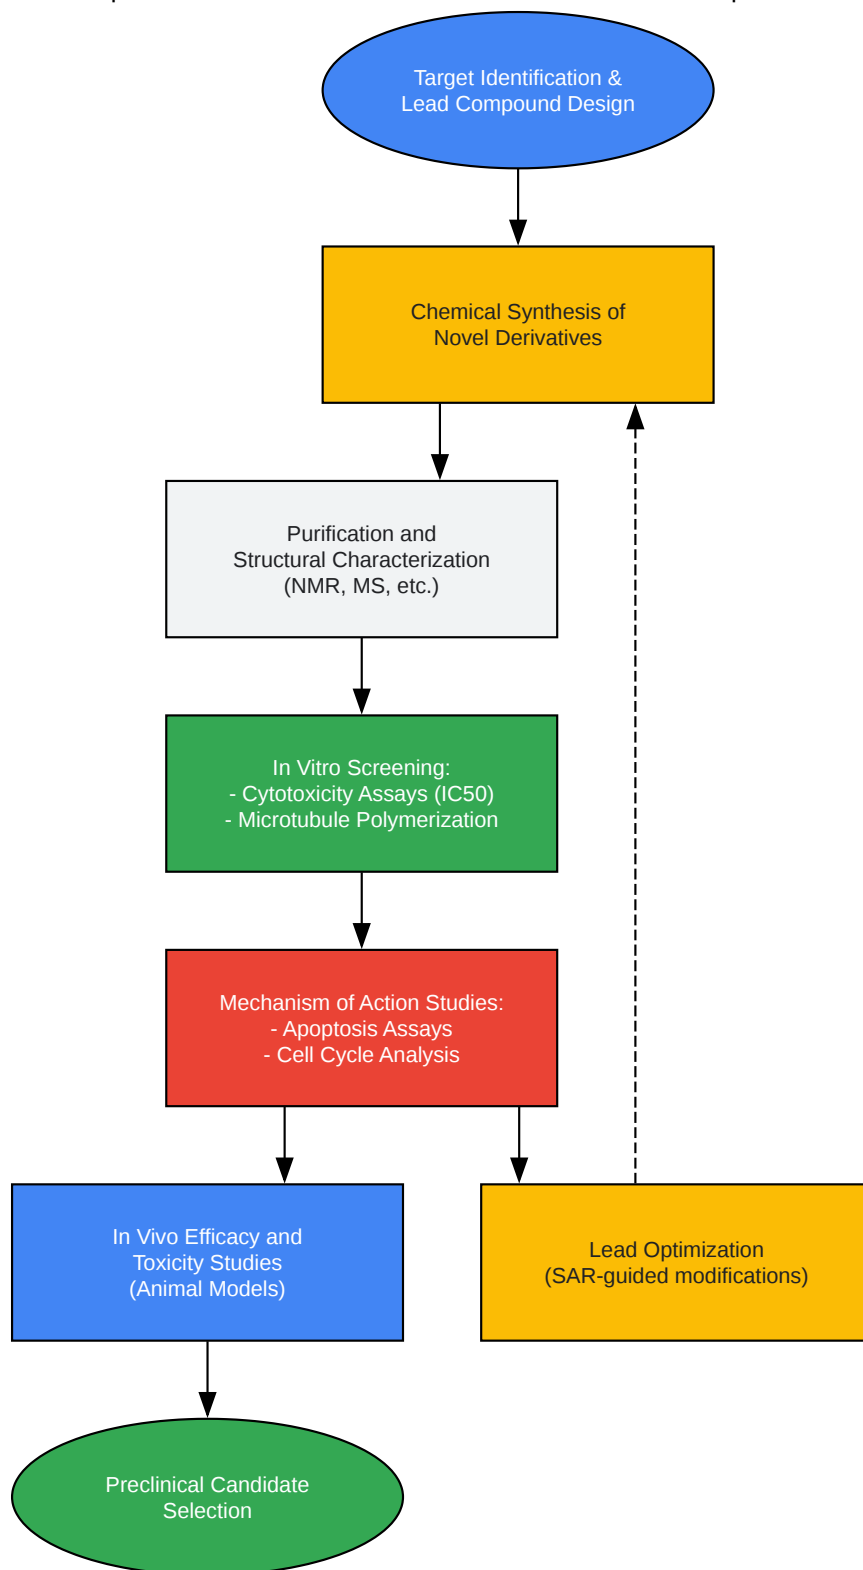 Target Identification &
Lead Compound Design
Chemical Synthesis of
Novel Derivatives
Purification and
Structural Characterization
(NMR, MS, etc.)
In Vitro Screening:
- Cytotoxicity Assays (IC50)
- Microtubule Polymerization
Mechanism of Action Studies:
- Apoptosis Assays
- Cell Cycle Analysis
In Vivo Efficacy and
Toxicity Studies
(Animal Models)
Lead Optimization
(SAR-guided modifications)
Preclinical Candidate
Selection